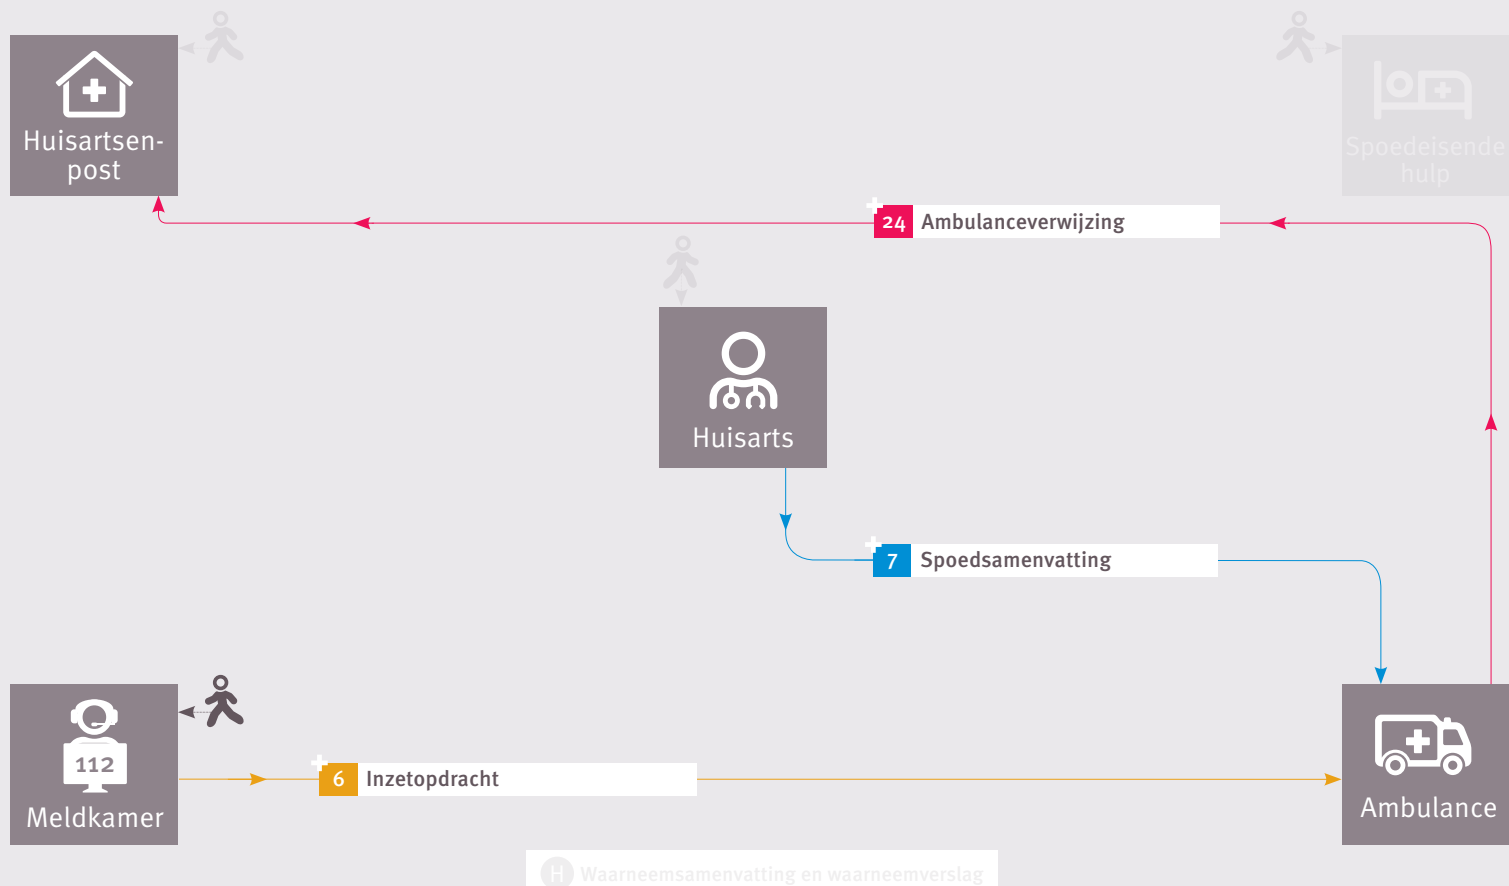 Huisartsen-
post
Spoedeisende
hulp
24 Ambulanceverwijzing
Huisarts
7 Spoedsamenvatting
112
Meldkamer
6 Inzetopdracht
Ambulance
H Waarneemsamenvatting en waarneemverslag